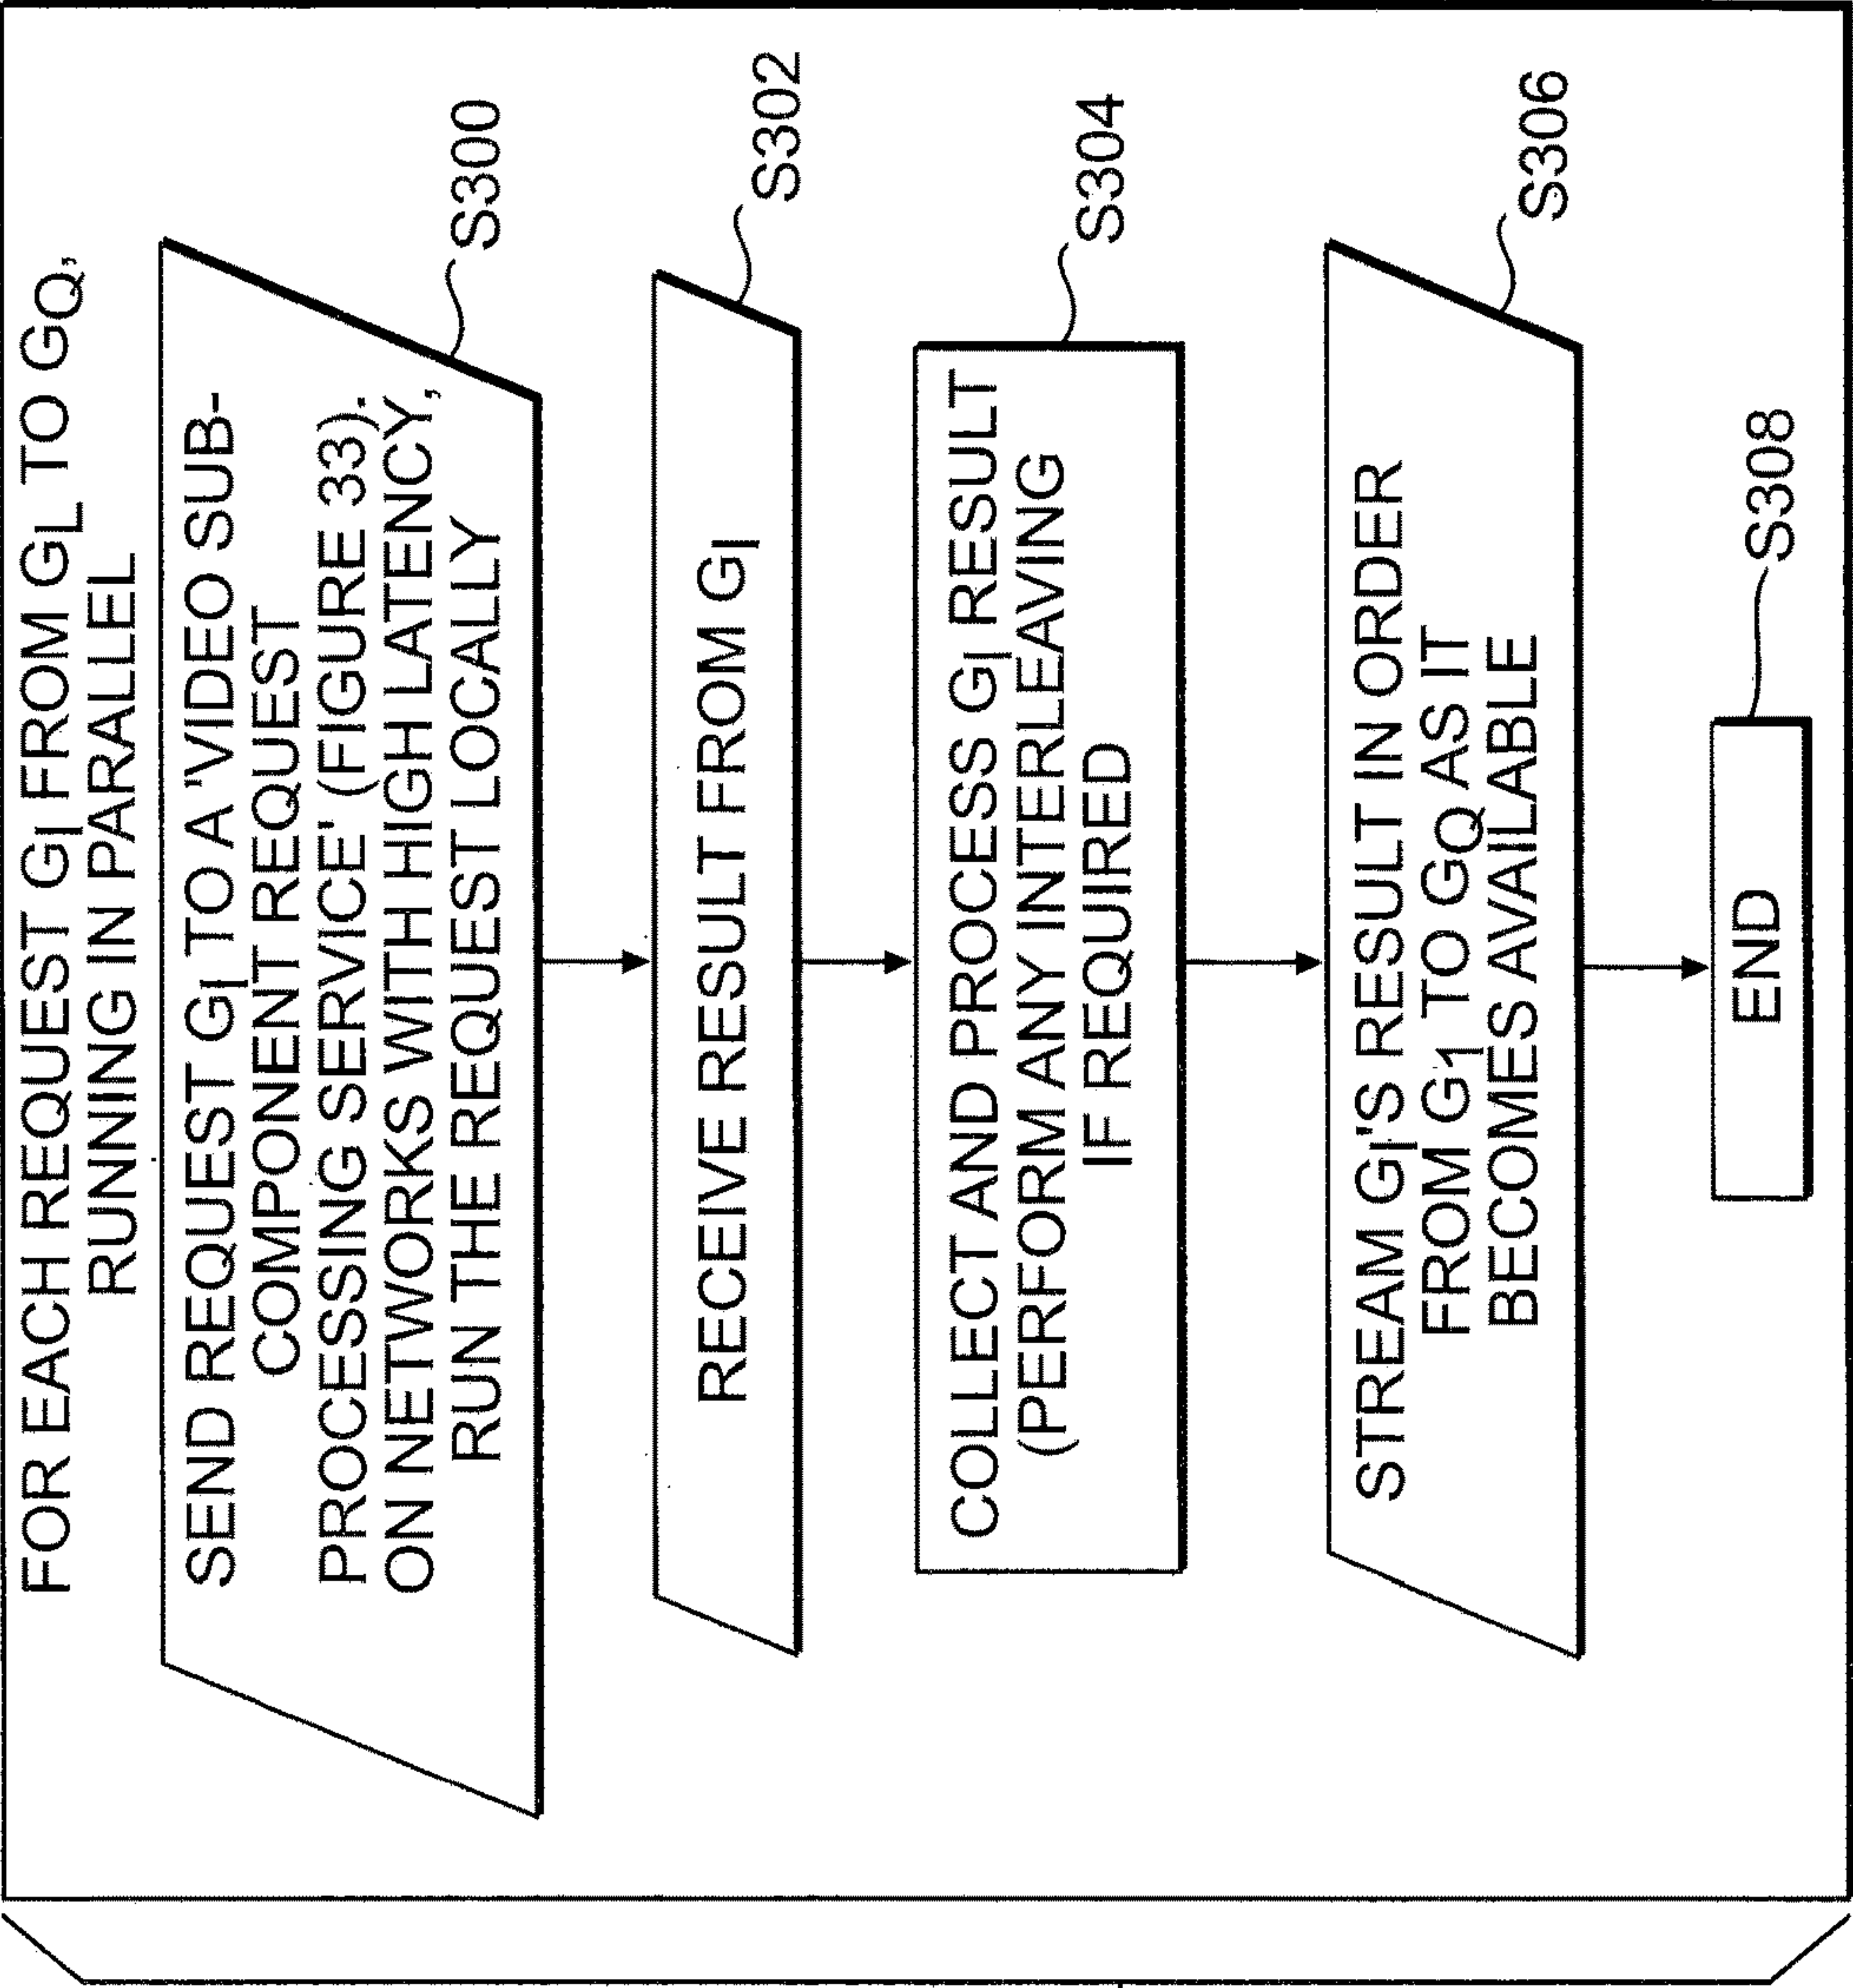 FOR EACH REQUEST GI FROM GL TO GQ,
RUNNING IN PARALLEL
SEND REQUEST GI TO A 'VIDEO SUB-
COMPONENT REQUEST
PROCESSING SERVICE' (FIGURE 33).
ON NETWORKS WITH HIGH LATENCY,
RUN THE REQUEST LOCALLY
S300
RECEIVE RESULT FROM GI
S302
COLLECT AND PROCESS GI RESULT
(PERFORM ANY INTERLEAVING
IF REQUIRED
S304
STREAM GI'S RESULT IN ORDER
FROM G1 TO GQ AS IT
BECOMES AVAILABLE
S306
END
S308